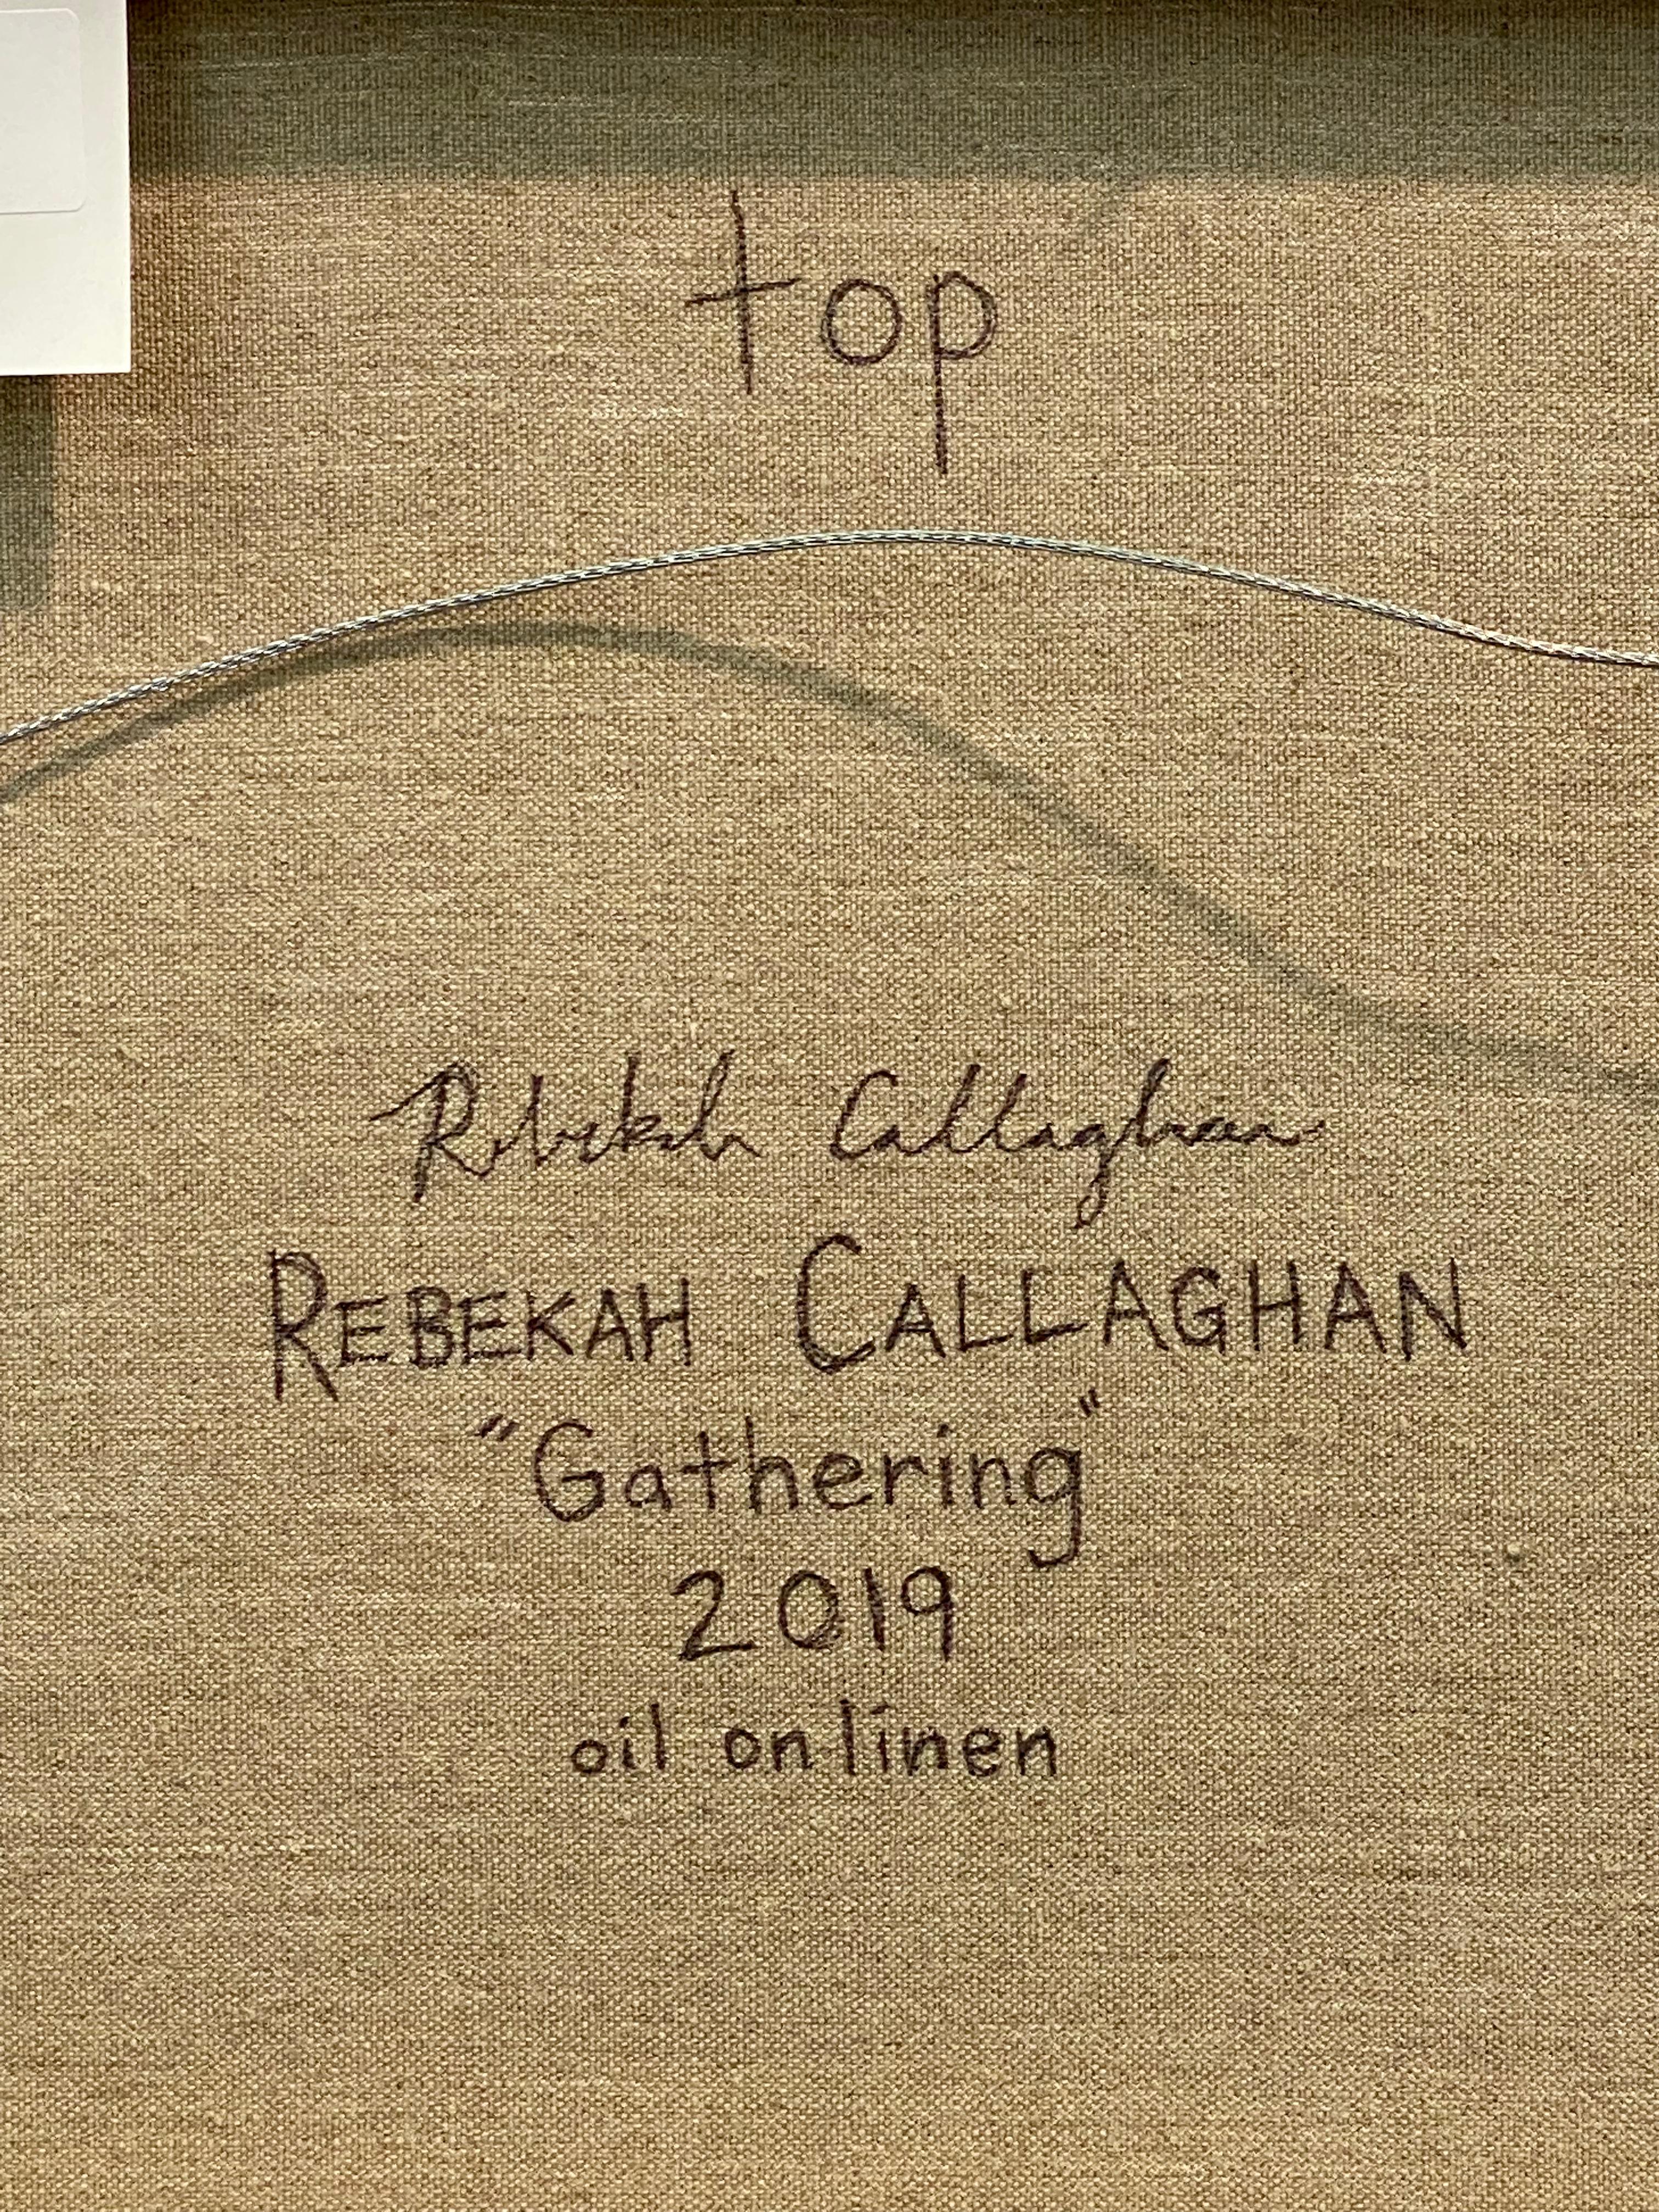 top
Rebekah Callaghan
REBEKAH CALLAGHAN
"Gathering"
2019
oil on linen